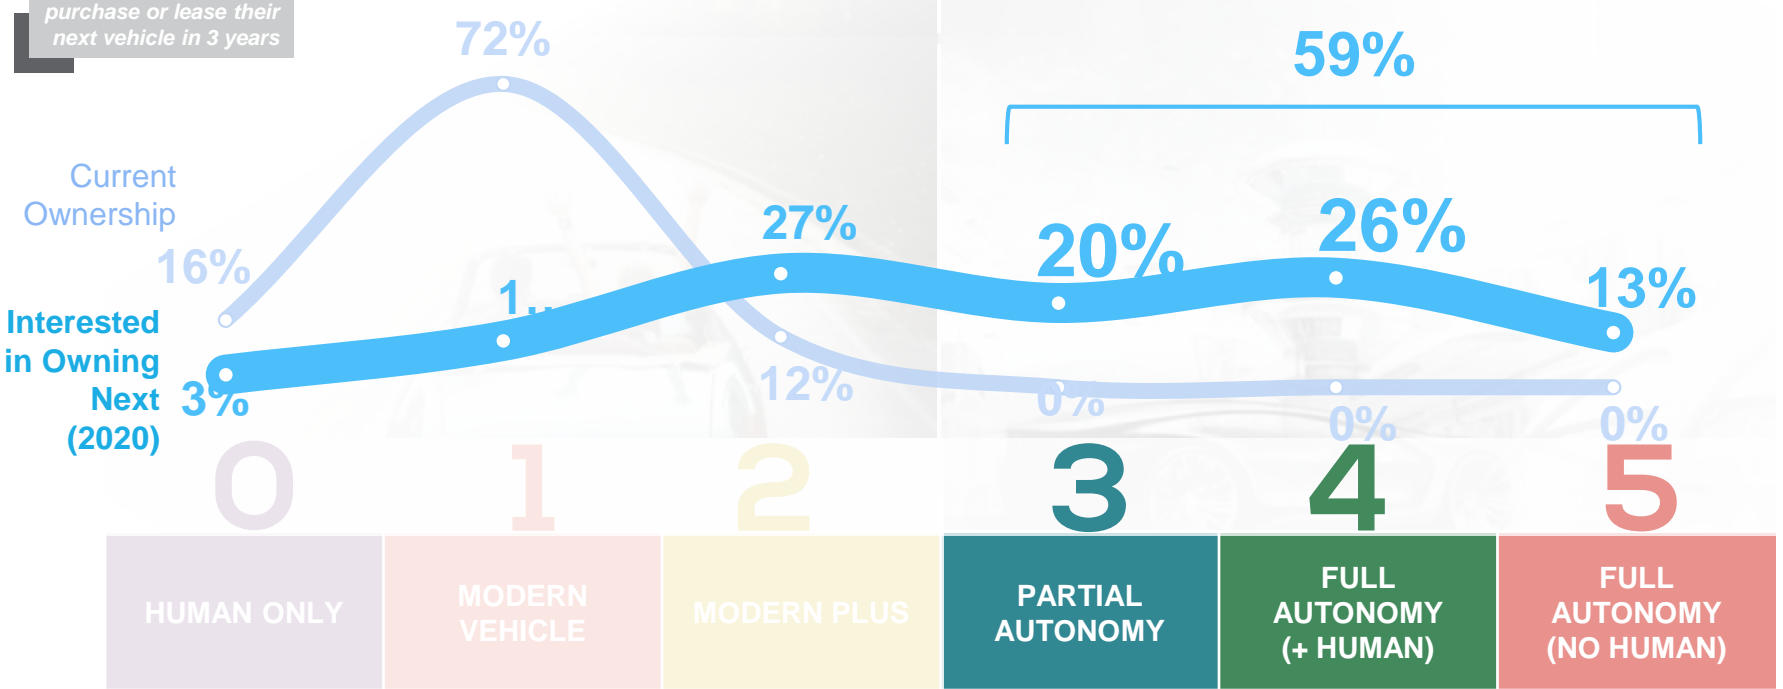 purchase or lease their
next vehicle in 3 years
72%
59%
Current
Ownership
16%
27%
20%
26%
13%
1...
Interested
in Owning
Next
(2020)
3%
12%
0%
0%
0%
0
1
2
3
4
5
HUMAN ONLY
MODERN
VEHICLE
MODERN PLUS
PARTIAL
AUTONOMY
FULL
AUTONOMY
(+ HUMAN)
FULL
AUTONOMY
(NO HUMAN)